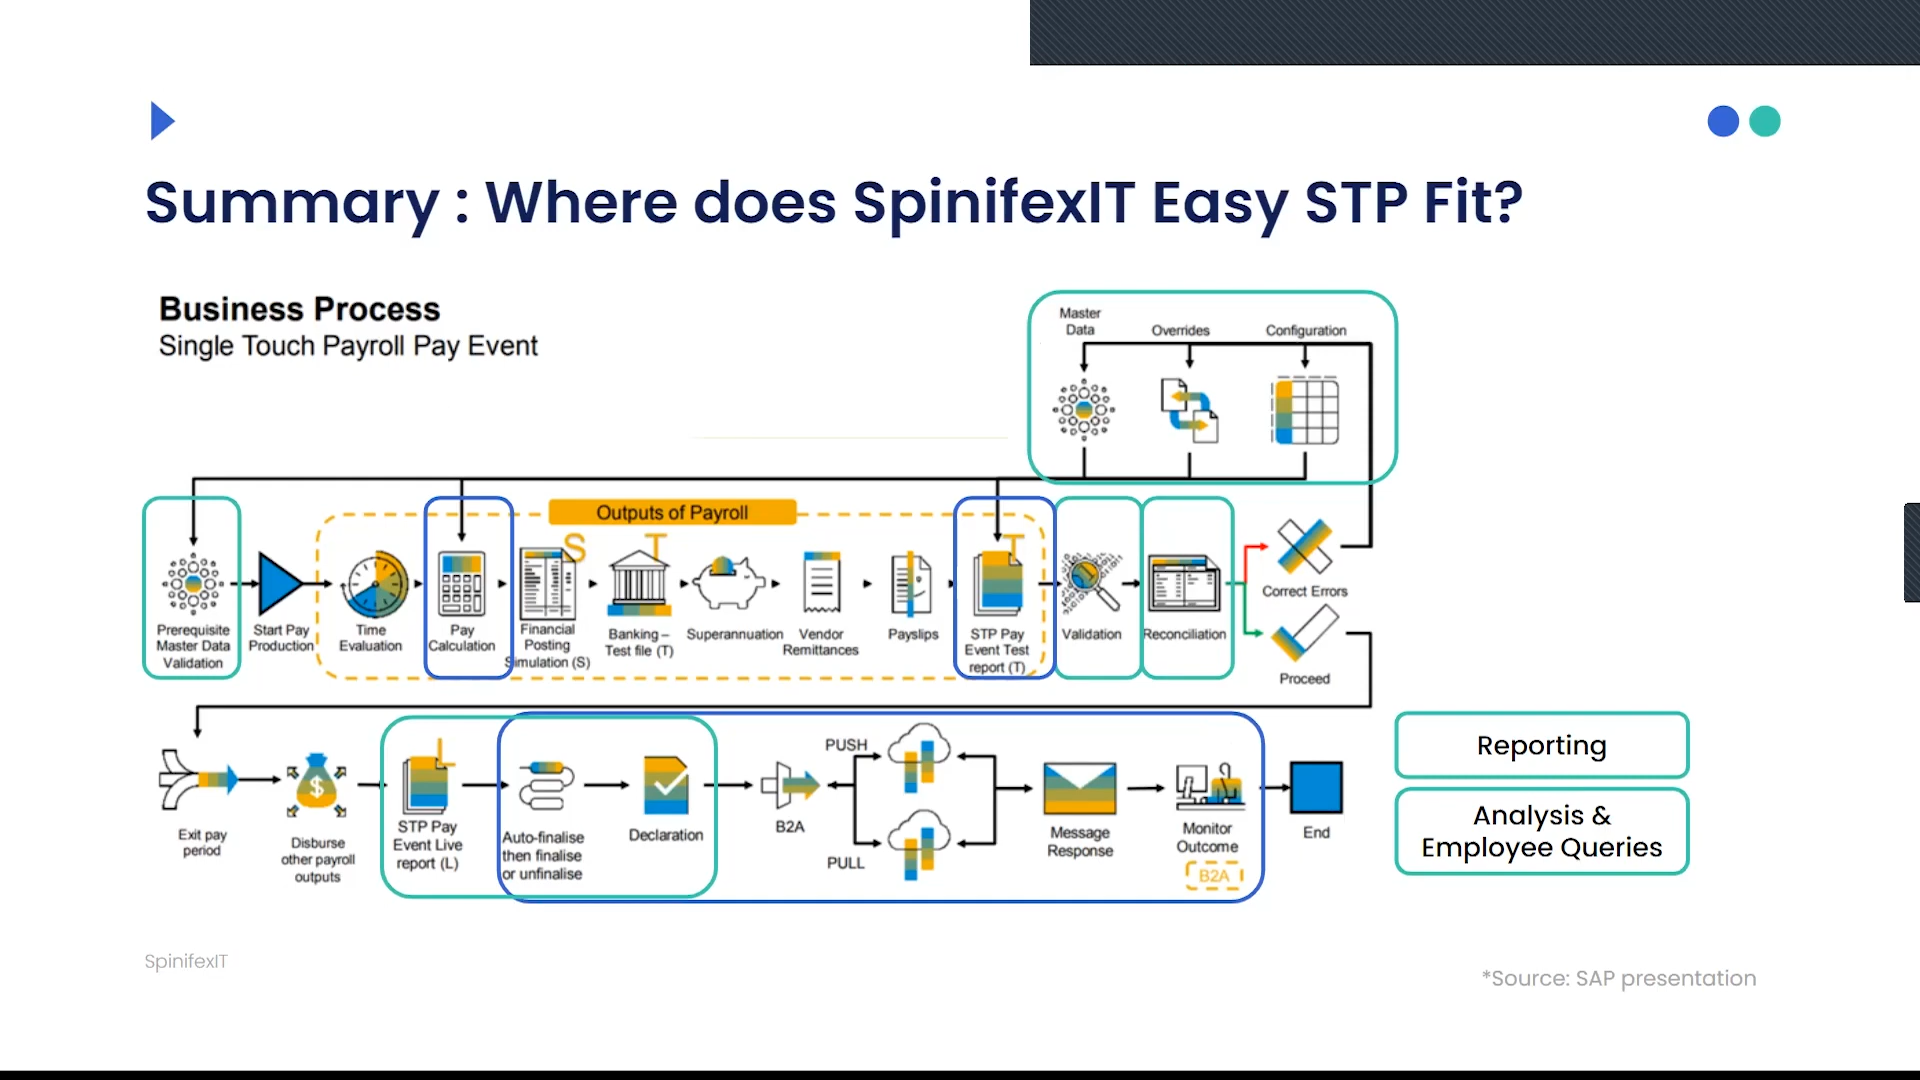 Summary : Where does SpinifexIT Easy STP Fit?
Business Process
Single Touch Payroll Pay Event
Master
Data
Overrides
Configuration
Outputs of Payroll
S
T
T
Prerequisite
Master Data
Validation
Start Pay
Production
Time
Evaluation
Pay
Calculation
Financial
Posting
Simulation (S)
Banking –
Test file (T)
Superannuation
Vendor
Remittances
Payslips
STP Pay
Event Test
report (T)
Validation
Reconciliation
Correct Errors
Proceed
Exit pay
period
$
Disburse
other payroll
outputs
L
STP Pay
Event Live
report (L)
Auto-finalise
then finalise
or unfinalise
Declaration
B2A
PUSH
PULL
Message
Response
Monitor
Outcome
B2A
End
Reporting
Analysis &
Employee Queries
SpinifexIT
*Source: SAP presentation